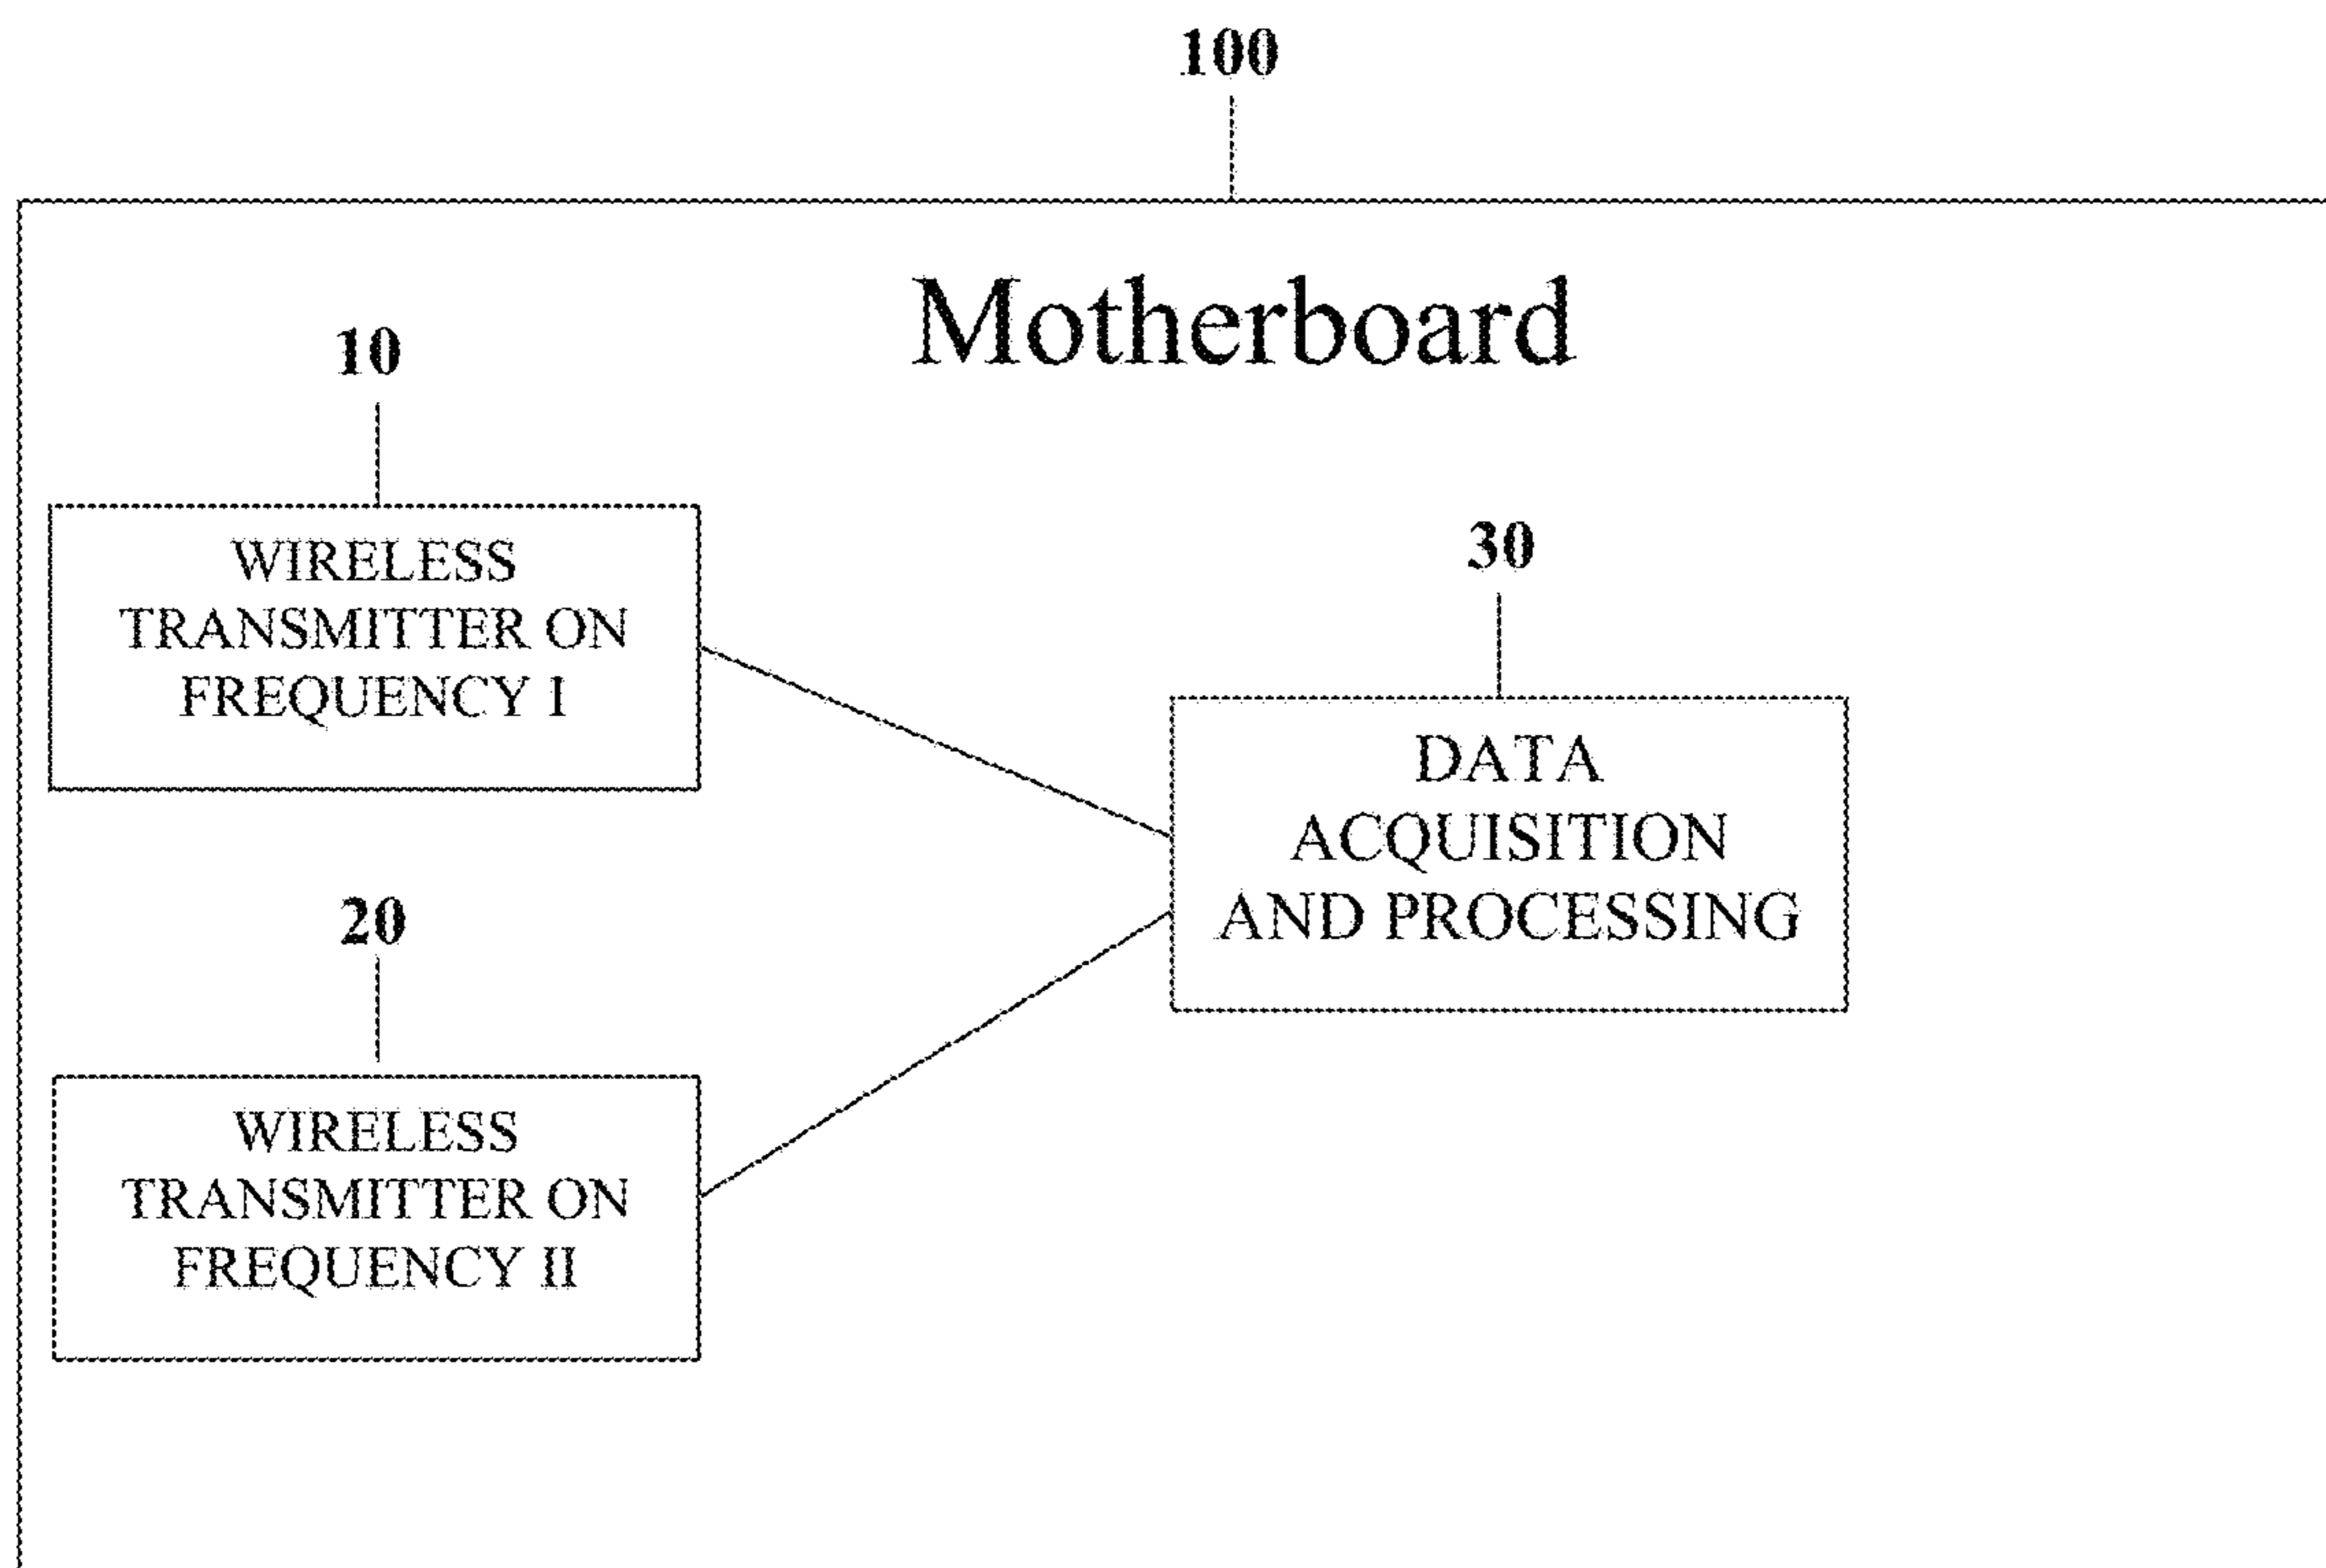 100
Motherboard
10
WIRELESS
TRANSMITTER ON
FREQUENCY I
30
DATA
ACQUISITION
AND PROCESSING
20
WIRELESS
TRANSMITTER ON
FREQUENCY II